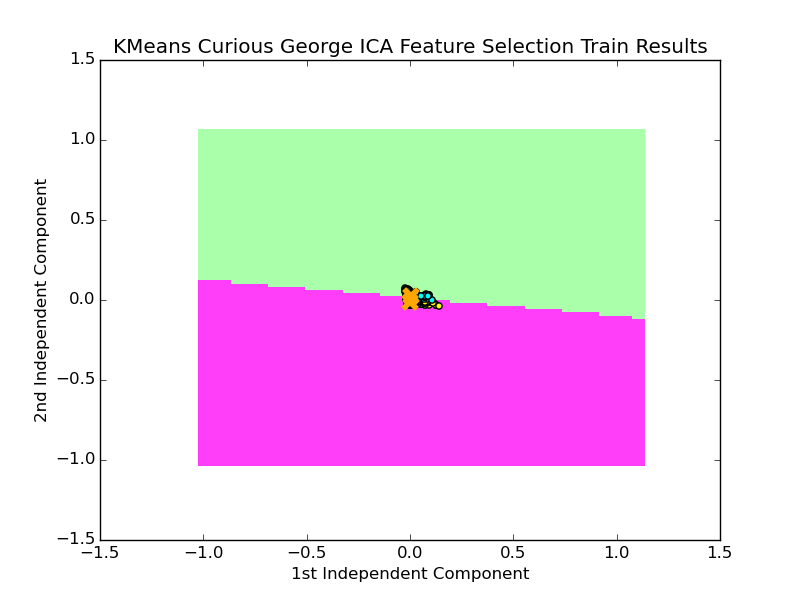 KMeans Curious George ICA Feature Selection Train Results
1.5
1.0
0.5
0.0
−0.5
−1.0
−1.5
2nd Independent Component
−1.5 −1.0 −0.5 0.0 0.5 1.0 1.5
1st Independent Component